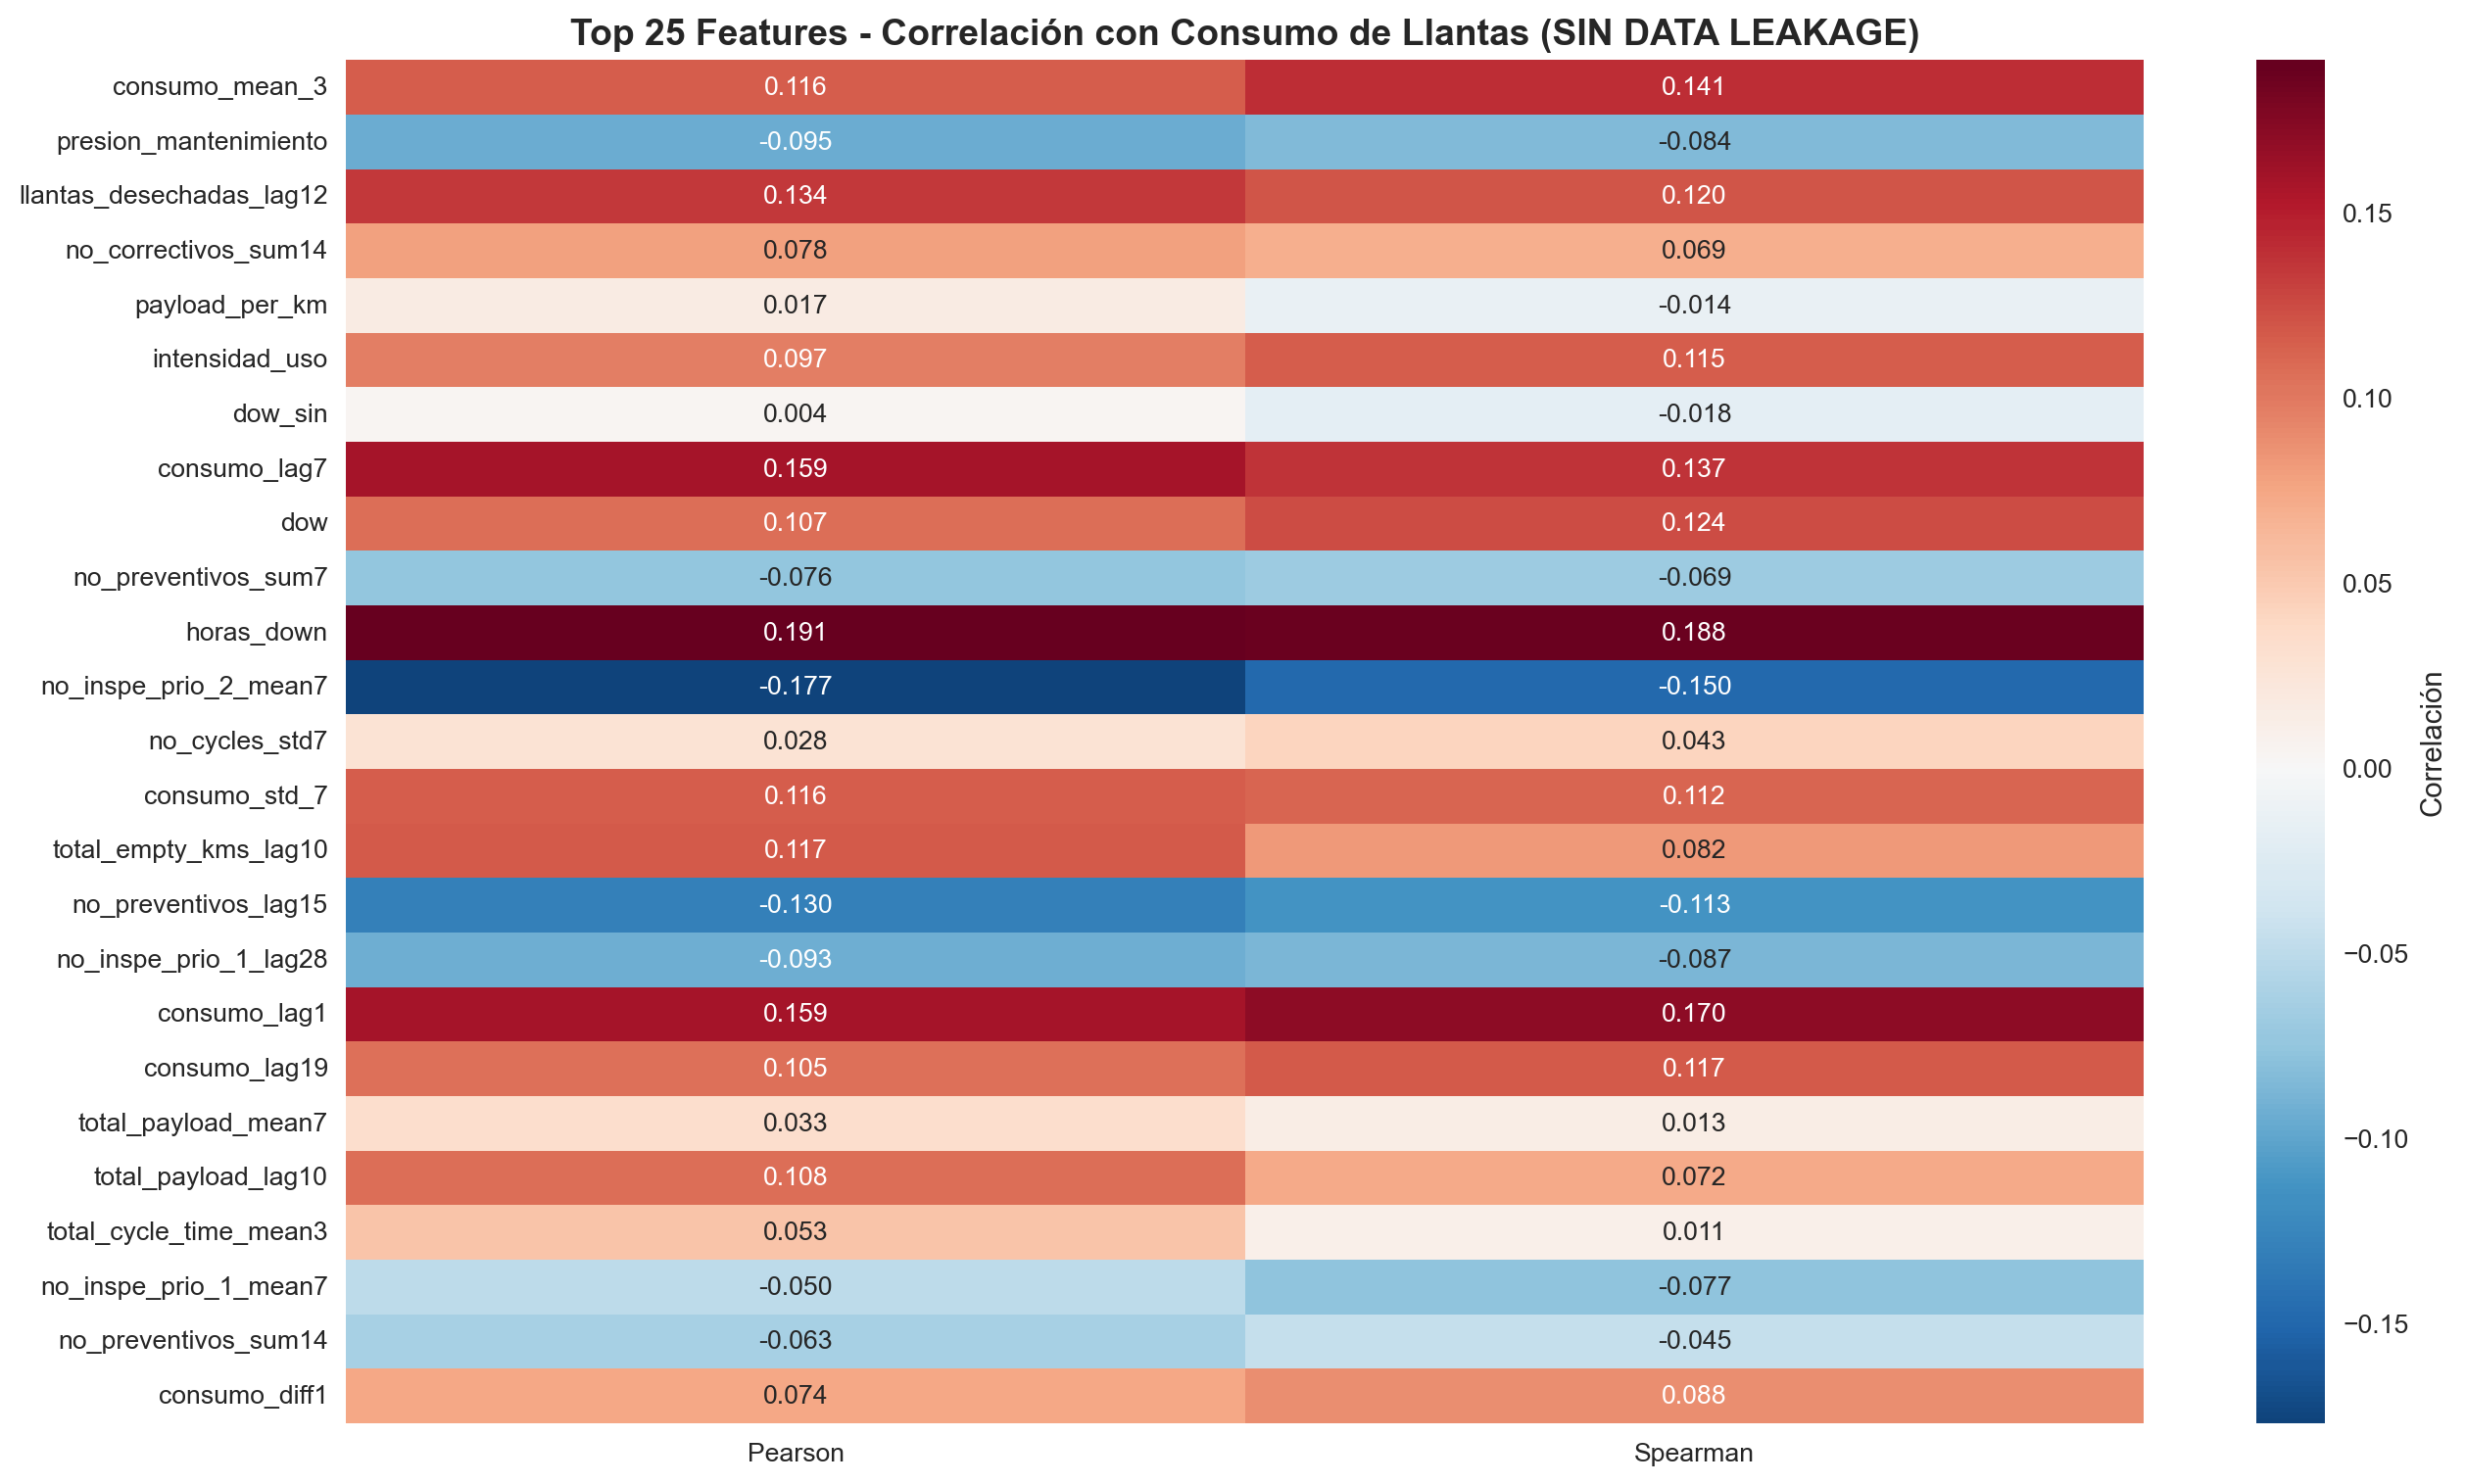 Top 25 Features - Correlación con Consumo de Llantas (SIN DATA LEAKAGE)
consumo_mean_3 0.116 0.141
presion_mantenimiento -0.095 -0.084
llantas_desechadas_lag12 0.134 0.120
no_correctivos_sum14 0.078 0.069
payload_per_km 0.017 -0.014
intensidad_uso 0.097 0.115
dow_sin 0.004 -0.018
consumo_lag7 0.159 0.137
dow 0.107 0.124
no_preventivos_sum7 -0.076 -0.069
horas_down 0.191 0.188
no_inspe_prio_2_mean7 -0.177 -0.150
no_cycles_std7 0.028 0.043
consumo_std_7 0.116 0.112
total_empty_kms_lag10 0.117 0.082
no_preventivos_lag15 -0.130 -0.113
no_inspe_prio_1_lag28 -0.093 -0.087
consumo_lag1 0.159 0.170
consumo_lag19 0.105 0.117
total_payload_mean7 0.033 0.013
total_payload_lag10 0.108 0.072
total_cycle_time_mean3 0.053 0.011
no_inspe_prio_1_mean7 -0.050 -0.077
no_preventivos_sum14 -0.063 -0.045
consumo_diff1 0.074 0.088
Pearson Spearman
0.15
0.10
0.05
0.00
−0.05
−0.10
−0.15
Correlación